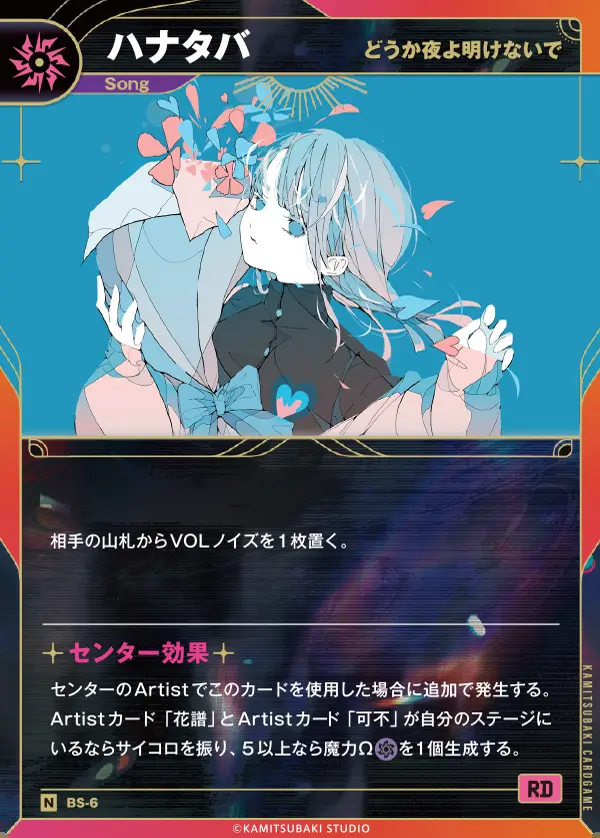 ハナタバ
どうか夜よ明けないで
Song
相手の山札からVOLノイズを1枚置く。
センター効果
センターのArtistでこのカードを使用した場合に追加で発生する。
Artistカード「花譜」とArtistカード「可不」が自分のステージに
いるならサイコロを振り、5以上なら魔力Ωを1個生成する。
KAMITSUBAKI CARDGAME
RD
N BS-6
©KAMITSUBAKI STUDIO